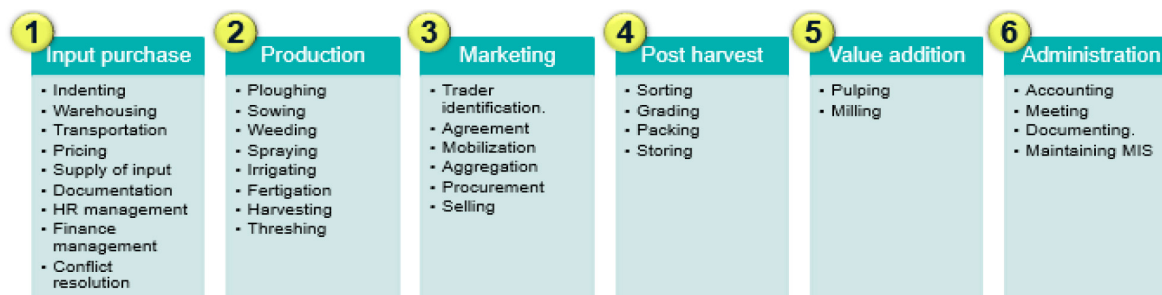 1
Input purchase
• Indenting
• Warehousing
• Transportation
• Pricing
• Supply of input
• Documentation
• HR management
• Finance
management
• Conflict
resolution
2
Production
• Ploughing
• Sowing
• Weeding
• Spraying
• Irrigating
• Fertigation
• Harvesting
• Threshing
3
Marketing
• Trader
identification.
• Agreement
• Mobilization
• Aggregation
• Procurement
• Selling
4
Post harvest
• Sorting
• Grading
• Packing
• Storing
5
Value addition
• Pulping
• Milling
6
Administration
• Accounting
• Meeting
• Documenting.
• Maintaining MIS